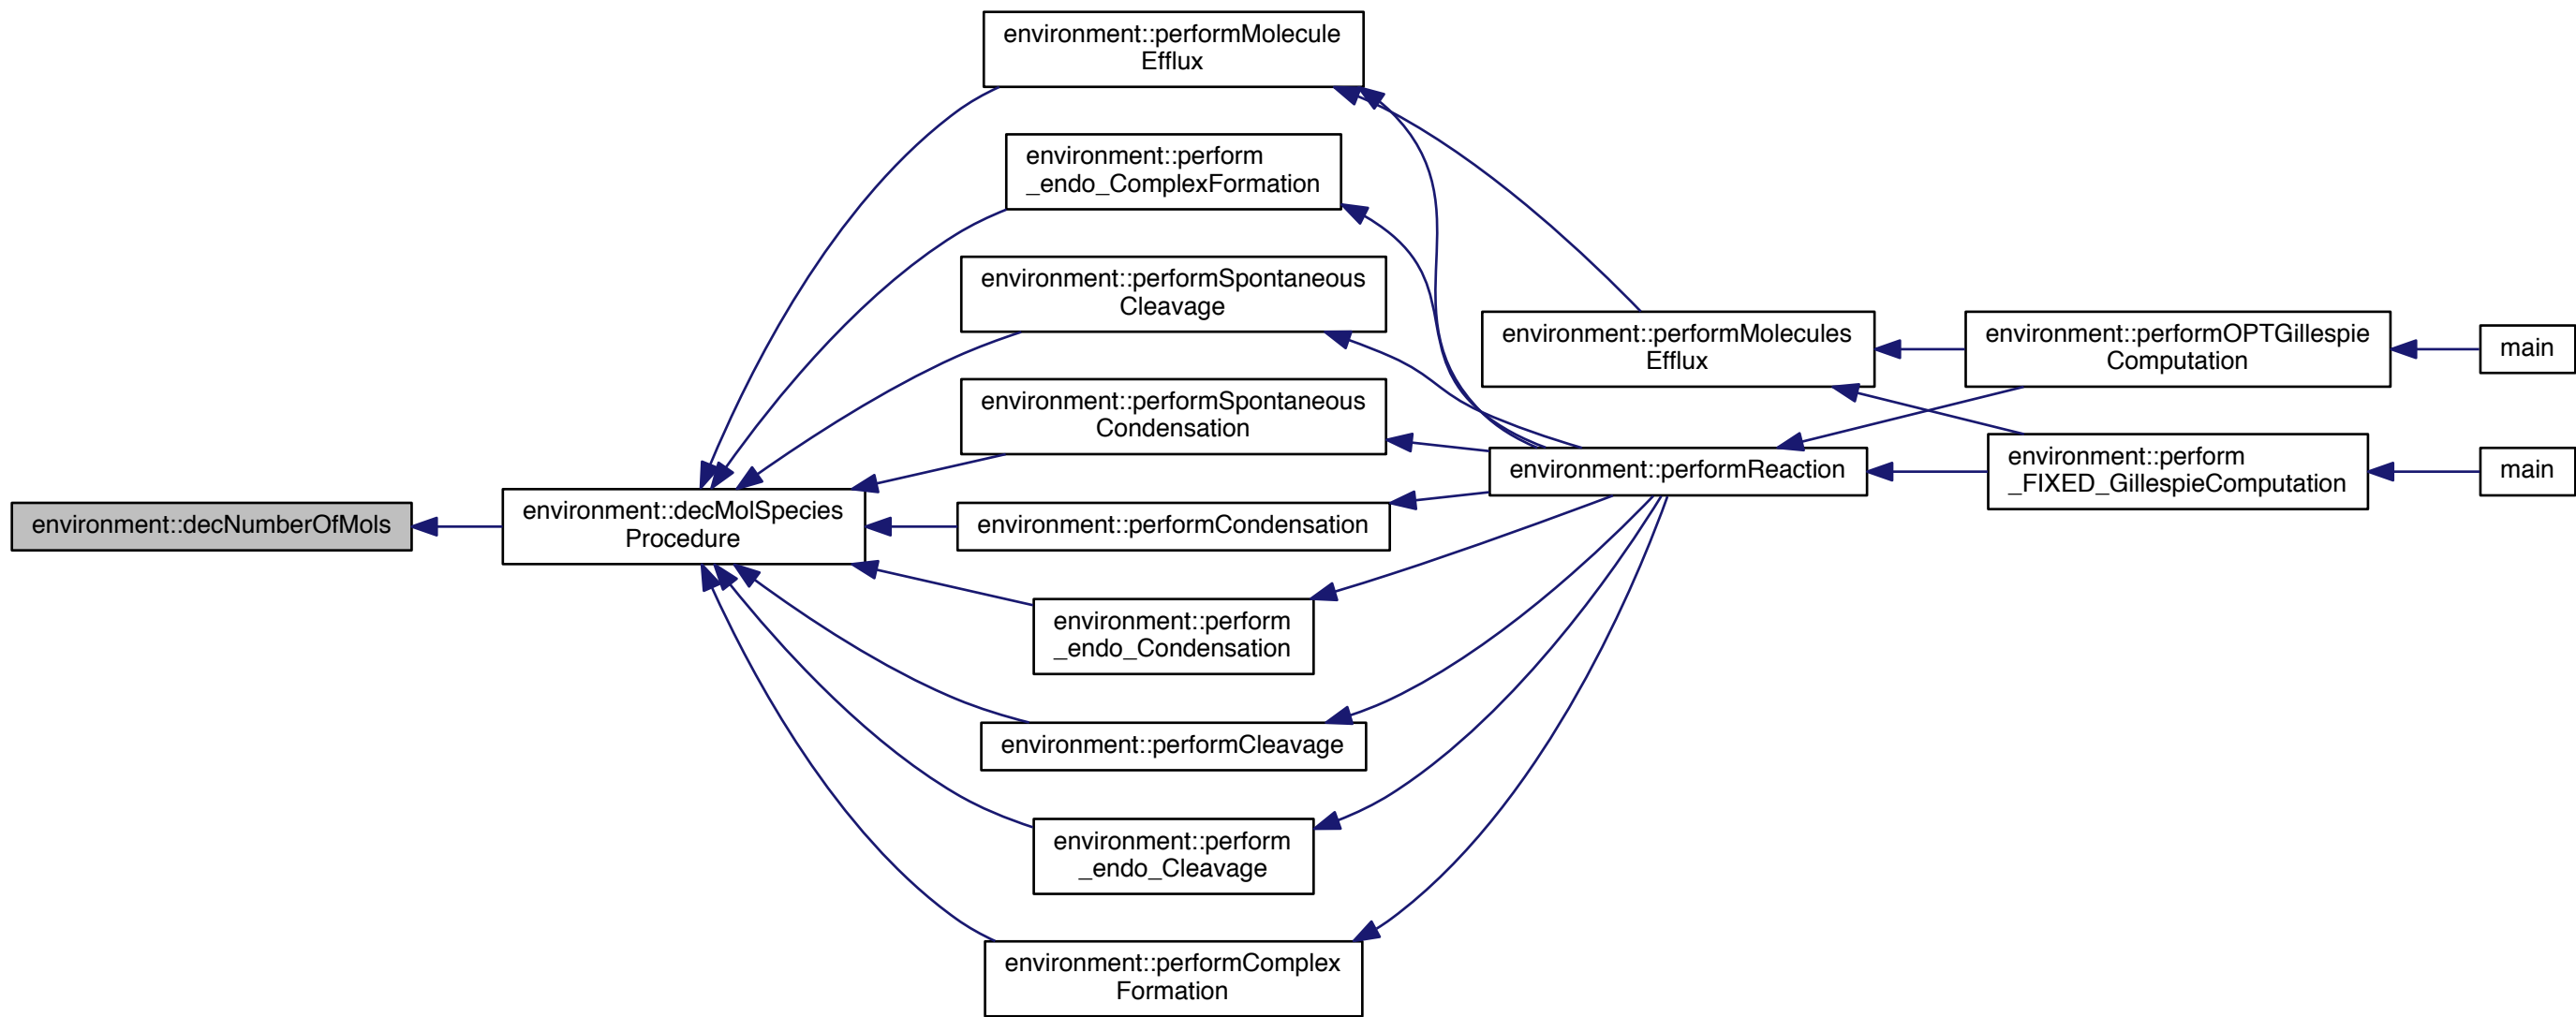 environment::decNumberOfMols
environment::decMolSpecies
Procedure
environment::performMolecule
Efflux
environment::perform
_endo_ComplexFormation
environment::performSpontaneous
Cleavage
environment::performSpontaneous
Condensation
environment::performCondensation
environment::perform
_endo_Condensation
environment::performCleavage
environment::perform
_endo_Cleavage
environment::performComplex
Formation
environment::performMolecules
Efflux
environment::performReaction
environment::performOPTGillespie
Computation
environment::perform
_FIXED_GillespieComputation
main
main